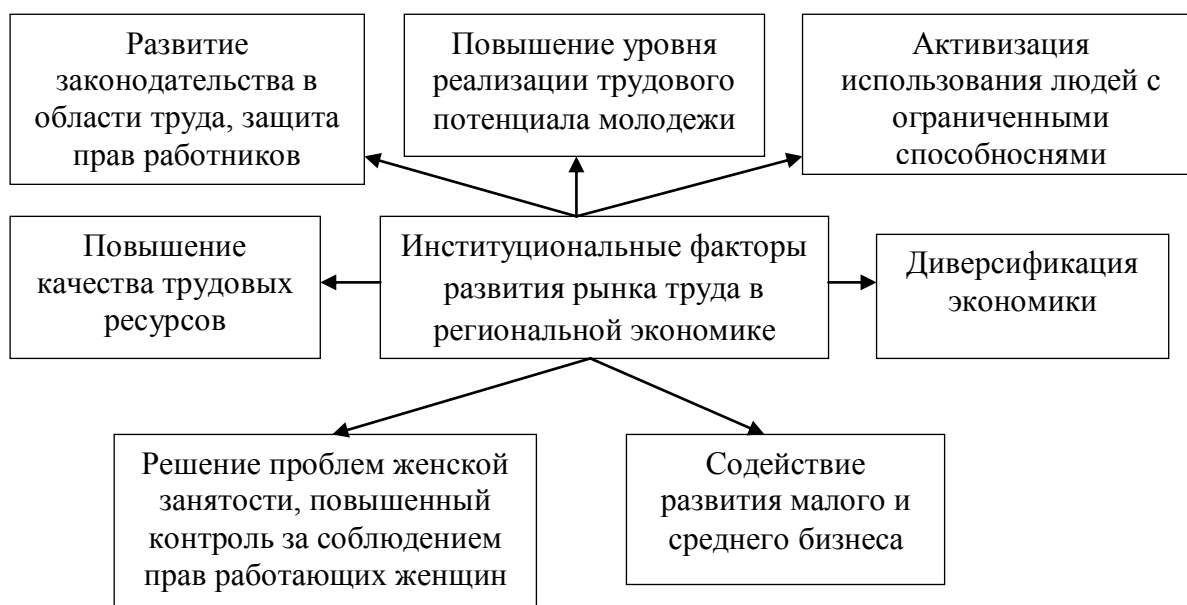 Развитие
законодательства в
области труда, защита
прав работников
Повышение уровня
реализации трудового
потенциала молодежи
Активизация
использования людей с
ограниченными
способноснями
Повышение
качества трудовых
ресурсов
Институциональные факторы
развития рынка труда в
региональной экономике
Диверсификация
экономики
Решение проблем женской
занятости, повышенный
контроль за соблюдением
прав работающих женщин
Содействие
развития малого и
среднего бизнеса